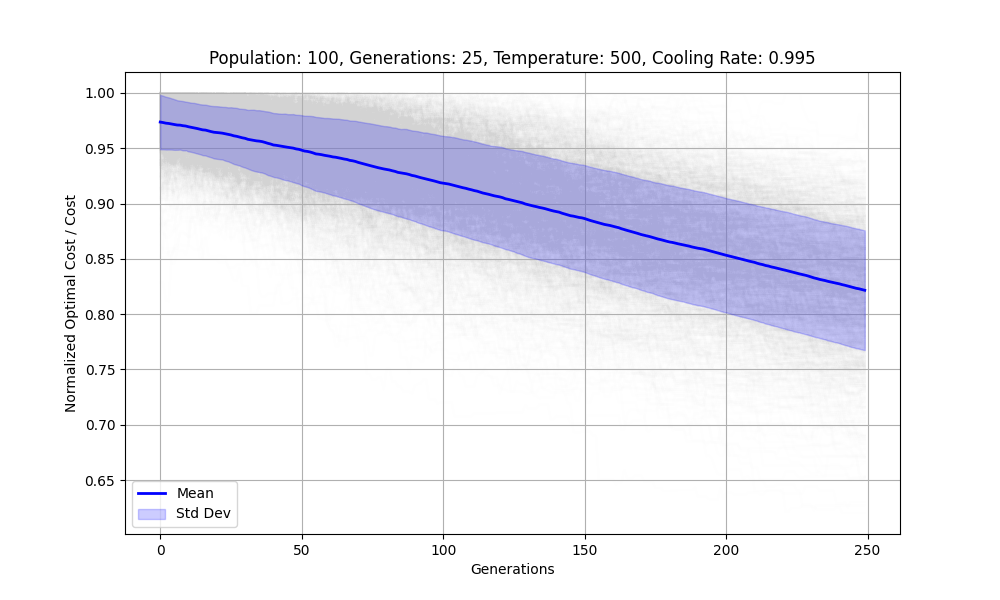 Population: 100, Generations: 25, Temperature: 500, Cooling Rate: 0.995
Normalized Optimal Cost / Cost
1.00
0.95
0.90
0.85
0.80
0.75
0.70
0.65
Mean
Std Dev
0 50 100 150 200 250
Generations